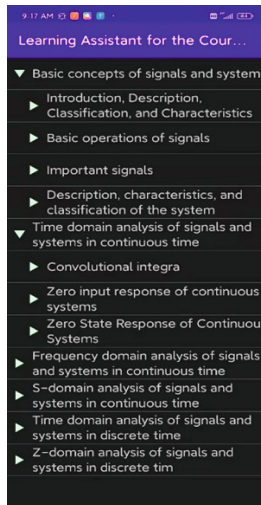 9:17 AM
Learning Assistant for the Cour...
Basic concepts of signals and system
Introduction, Description,
Classification, and Characteristics
Basic operations of signals
Important signals
Description, characteristics, and
classification of the system
Time domain analysis of signals and
systems in continuous time
Convolutional integra
Zero input response of continuous
systems
Zero State Response of Continuou
Systems
Frequency domain analysis of signals
and systems in continuous time
S-domain analysis of signals and
systems in continuous time
Time domain analysis of signals and
systems in discrete time
Z-domain analysis of signals and
systems in discrete tim